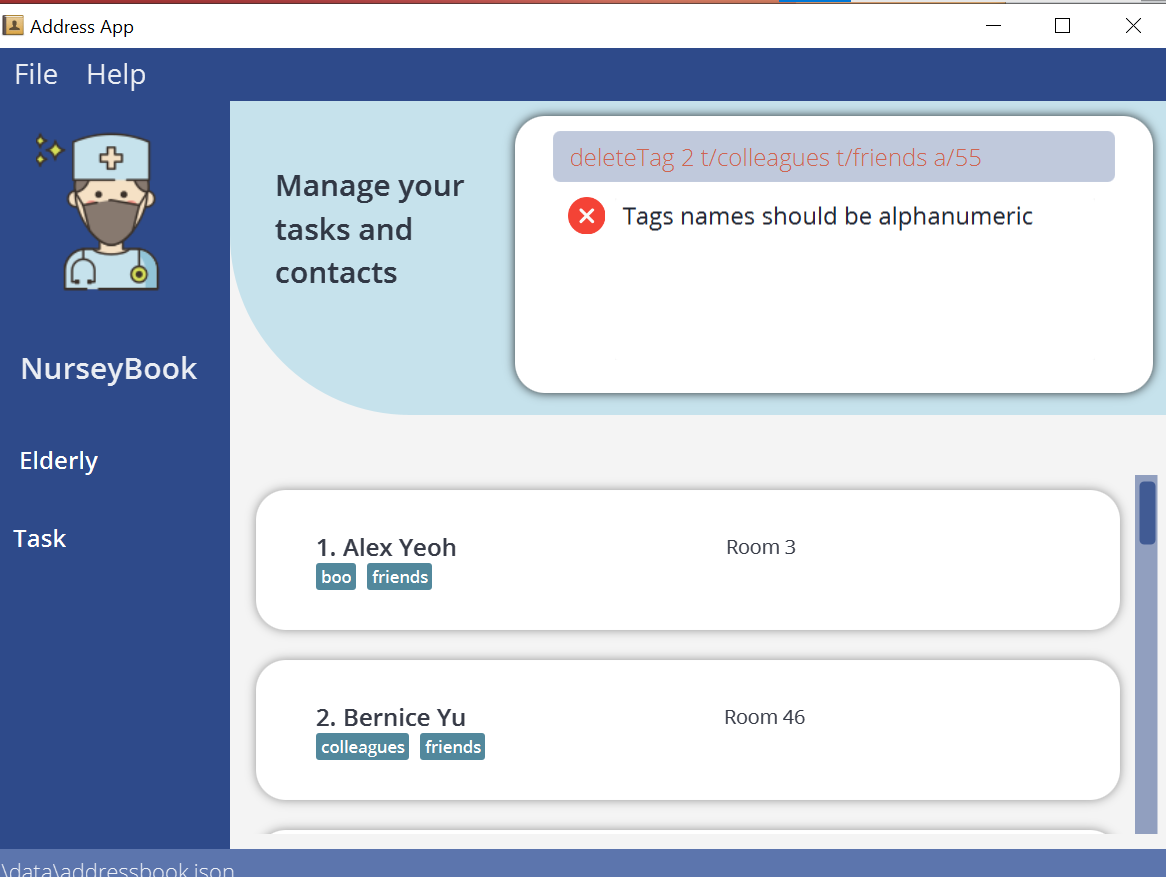 Address App
File Help
Manage your
tasks and
contacts
deleteTag 2 t/colleagues t/friends a/55
Tags names should be alphanumeric
NurseyBook
Elderly
Task
1. Alex Yeoh
Room 3
boo friends
2. Bernice Yu
Room 46
colleagues friends
\data\addressbook.json